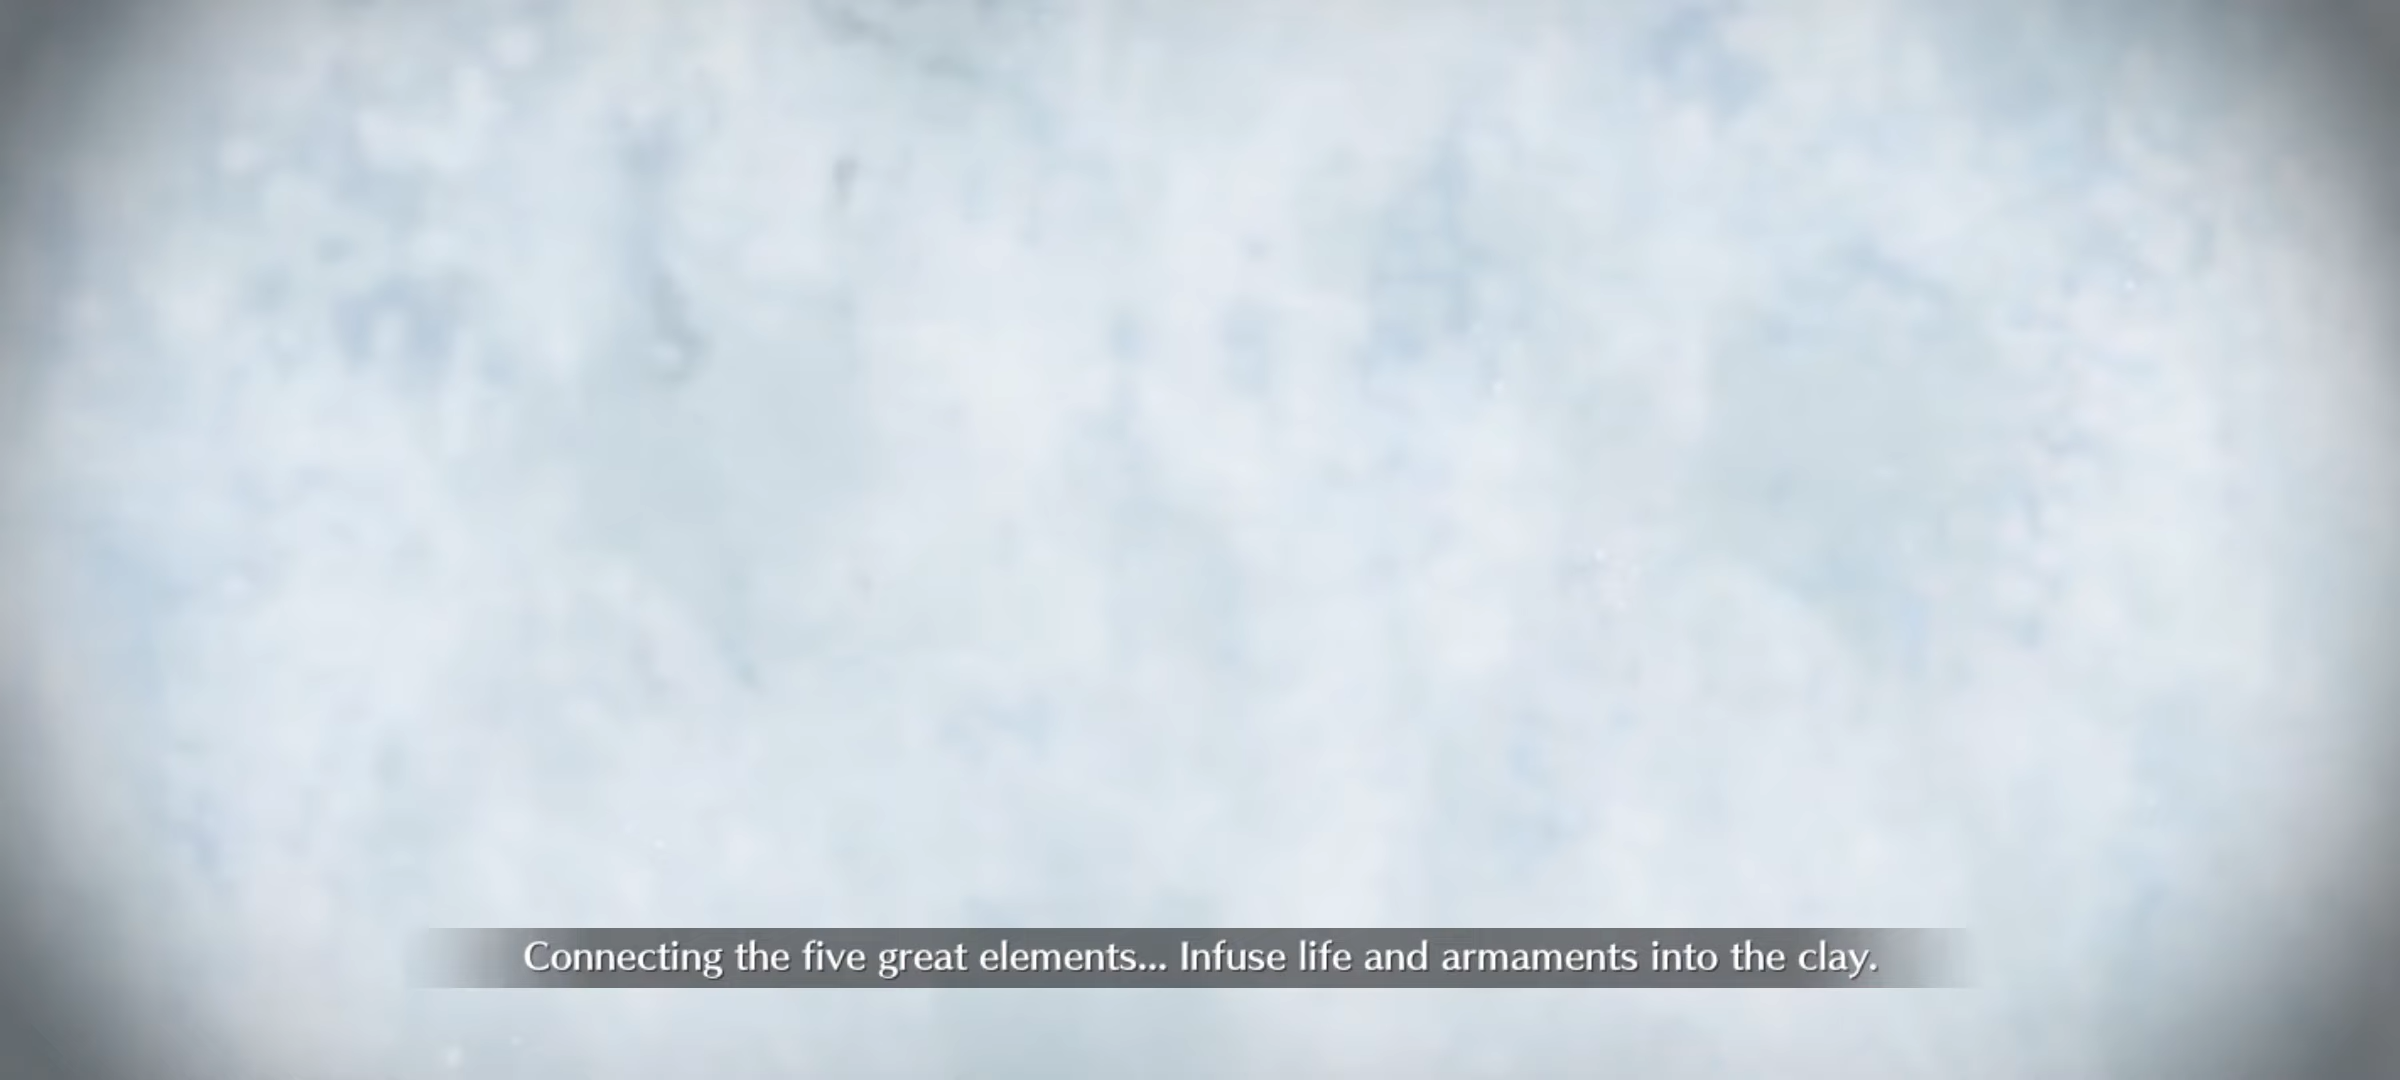 Connecting the five great elements... Infuse life and armaments into the clay.